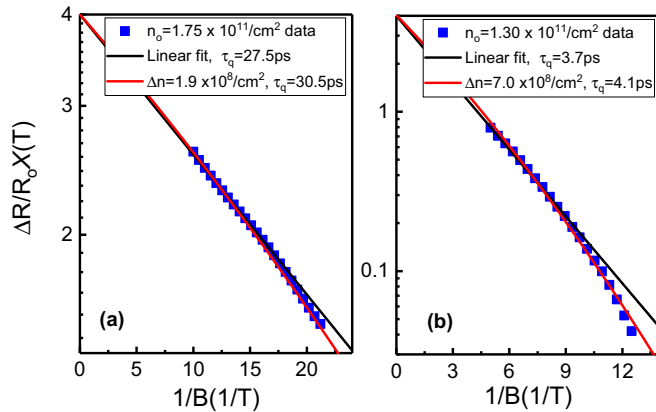 4
n₀=1.75 x 10¹¹/cm² data
Linear fit, τq=27.5ps
Δn=1.9 x10⁸/cm², τq=30.5ps
3
2
(a)
0 5 10 15 20
1/B(1/T)
ΔR/R₀X(T)
n₀=1.30 x 10¹¹/cm² data
Linear fit, τq=3.7ps
Δn=7.0 x10⁸/cm², τq=4.1ps
1
0.1
(b)
0 3 6 9 12
1/B(1/T)